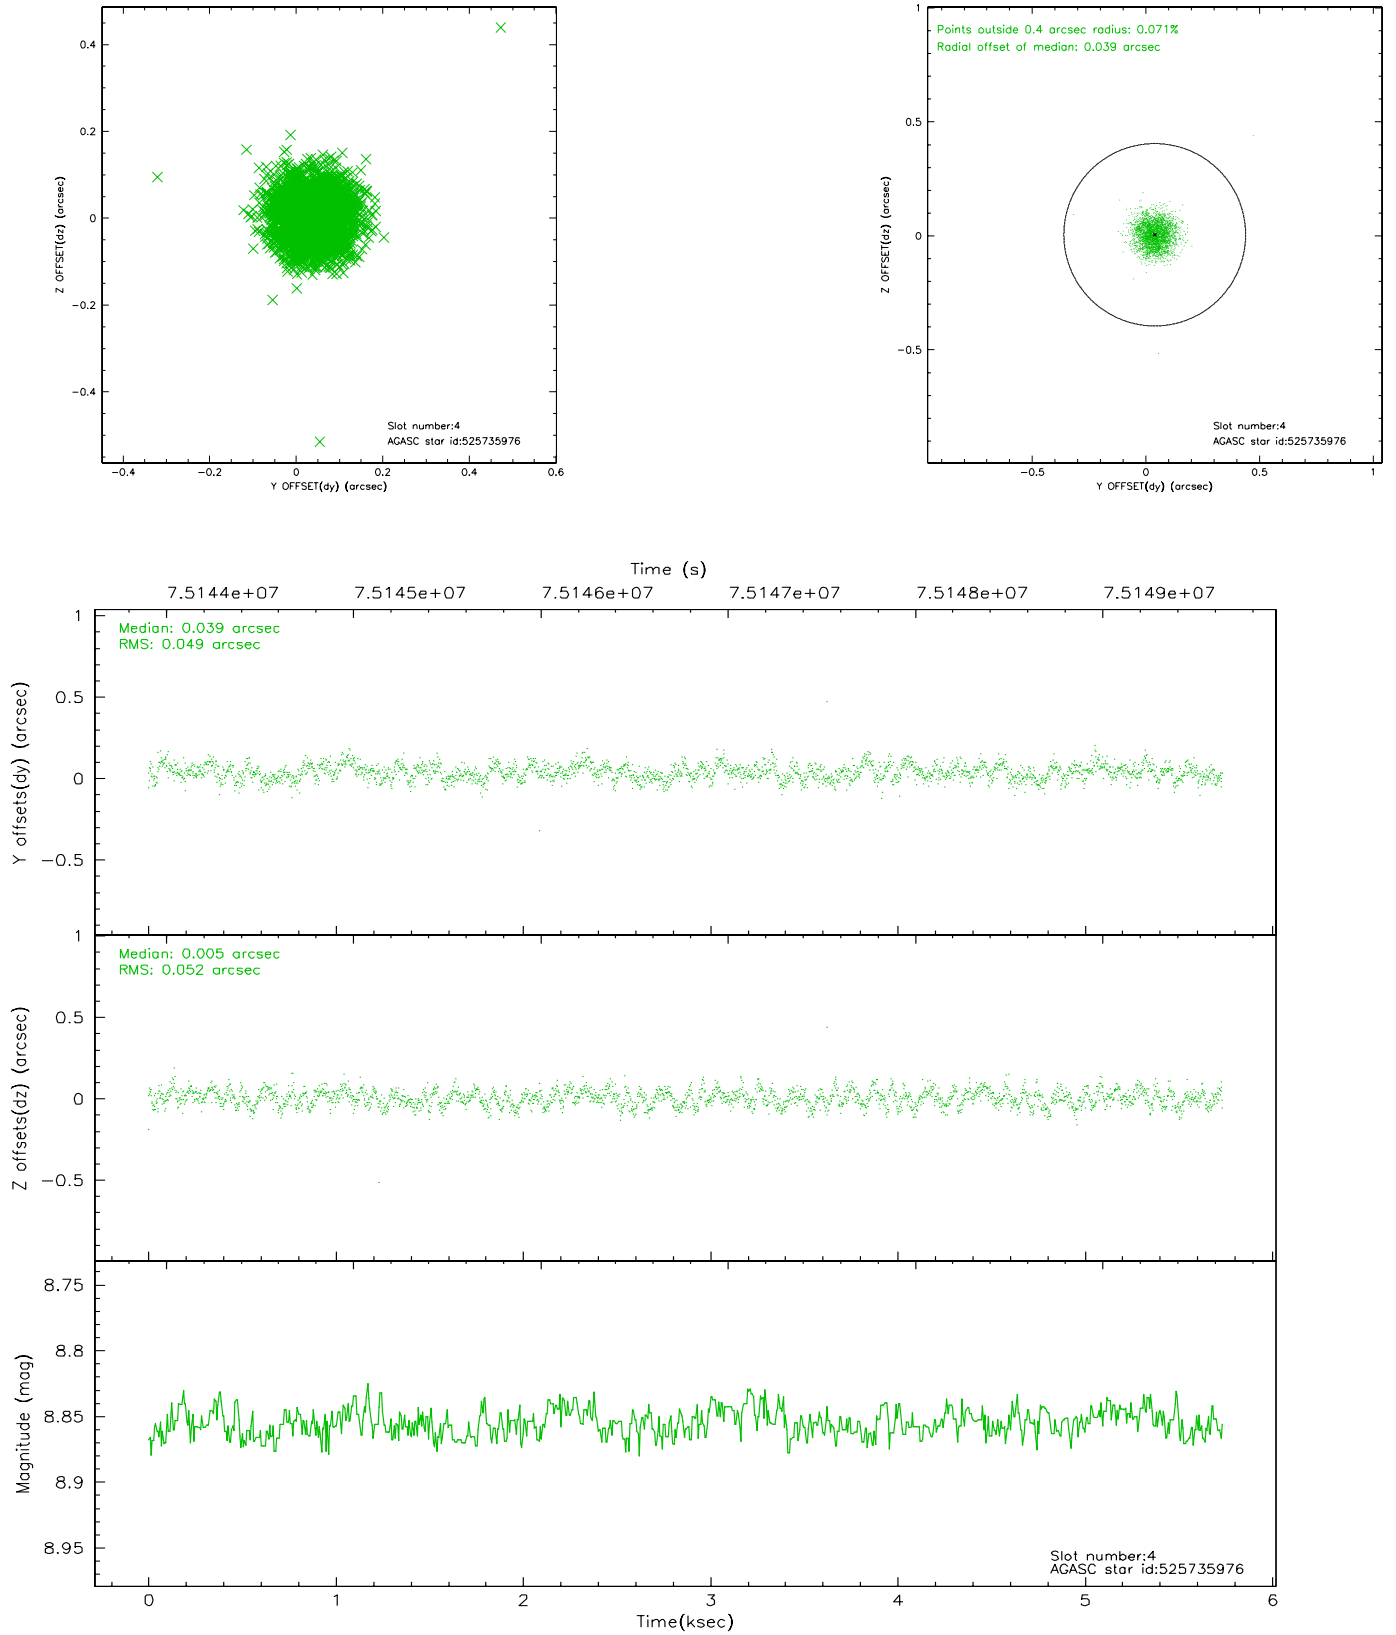 0.4
0.2
0
−0.2
−0.4
Z OFFSET(dz) (arcsec)
Slot number:4
AGASC star id:525735976
−0.4 −0.2 0 0.2 0.4 0.6
Y OFFSET(dy) (arcsec)
1
0.5
0
−0.5
Z OFFSET(dz) (arcsec)
Points outside 0.4 arcsec radius: 0.071%
Radial offset of median: 0.039 arcsec
Slot number:4
AGASC star id:525735976
−0.5 0 0.5 1
Y OFFSET(dy) (arcsec)
Time (s)
7.5144e+07 7.5145e+07 7.5146e+07 7.5147e+07 7.5148e+07 7.5149e+07
1
0.5
0
−0.5
Y offsets(dy) (arcsec)
Median: 0.039 arcsec
RMS: 0.049 arcsec
1
0.5
0
−0.5
Z offsets(dz) (arcsec)
Median: 0.005 arcsec
RMS: 0.052 arcsec
8.75
8.8
8.85
8.9
8.95
Magnitude (mag)
Slot number:4
AGASC star id:525735976
0 1 2 3 4 5 6
Time(ksec)